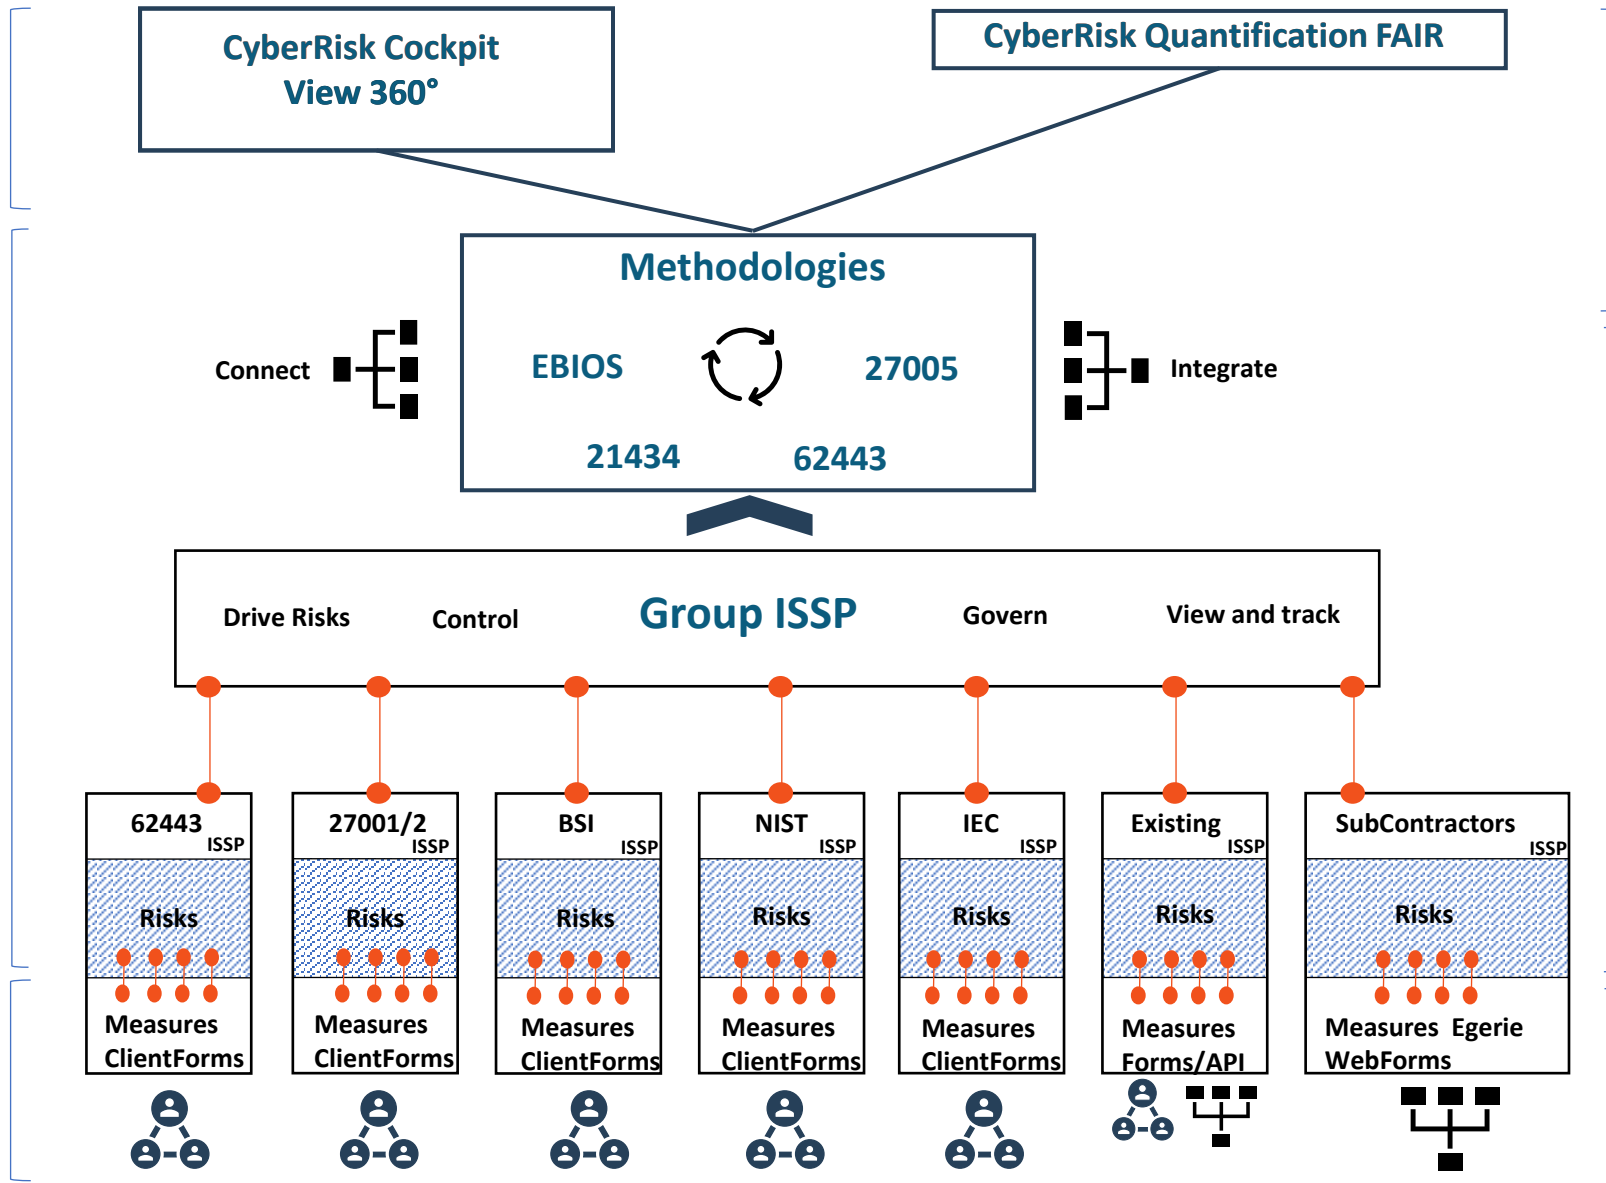 CyberRisk Cockpit
View 360°
CyberRisk Quantification FAIR
Methodologies
Connect
EBIOS
27005
Integrate
21434
62443
Drive Risks
Control
Group ISSP
Govern
View and track
62443
ISSP
Risks
Measures
ClientForms
27001/2
ISSP
Risks
Measures
ClientForms
BSI
ISSP
Risks
Measures
ClientForms
NIST
ISSP
Risks
Measures
ClientForms
IEC
ISSP
Risks
Measures
ClientForms
Existing
ISSP
Risks
Measures
Forms/API
SubContractors
ISSP
Risks
Measures Egerie
WebForms